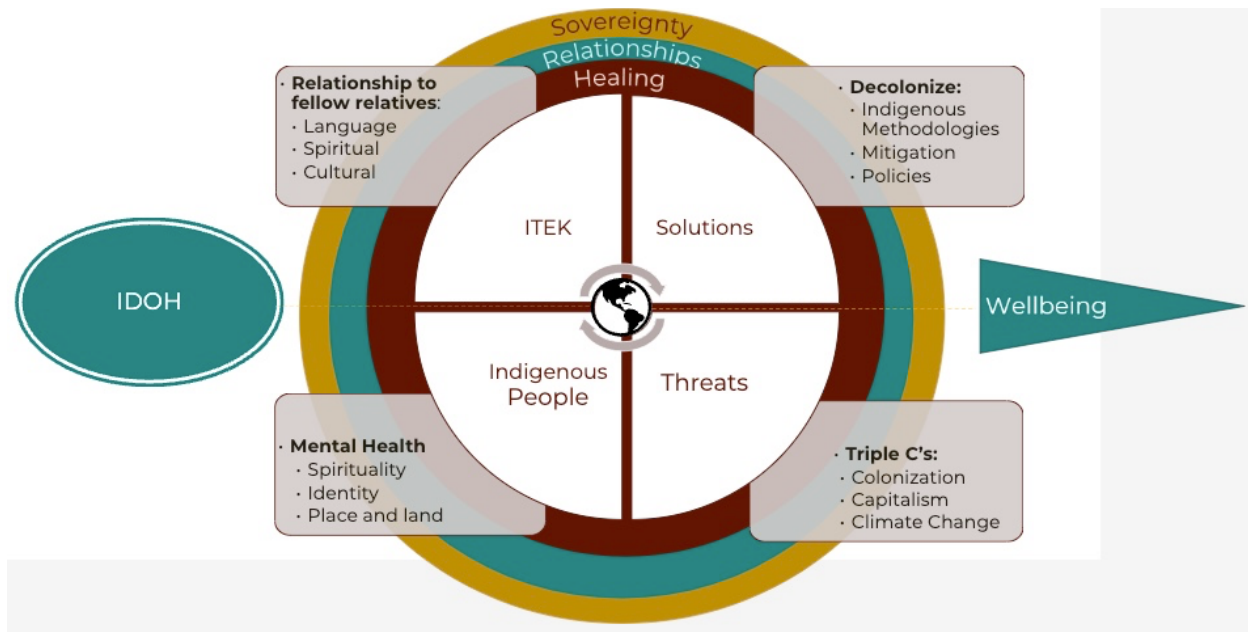 Sovereignty
Relationships
Healing
· Relationship to
fellow relatives:
· Language
· Spiritual
· Cultural
· Decolonize:
· Indigenous
Methodologies
· Mitigation
· Policies
ITEK
Solutions
IDOH
Wellbeing
Indigenous
People
Threats
· Mental Health
· Spirituality
· Identity
· Place and land
· Triple C's:
· Colonization
· Capitalism
· Climate Change